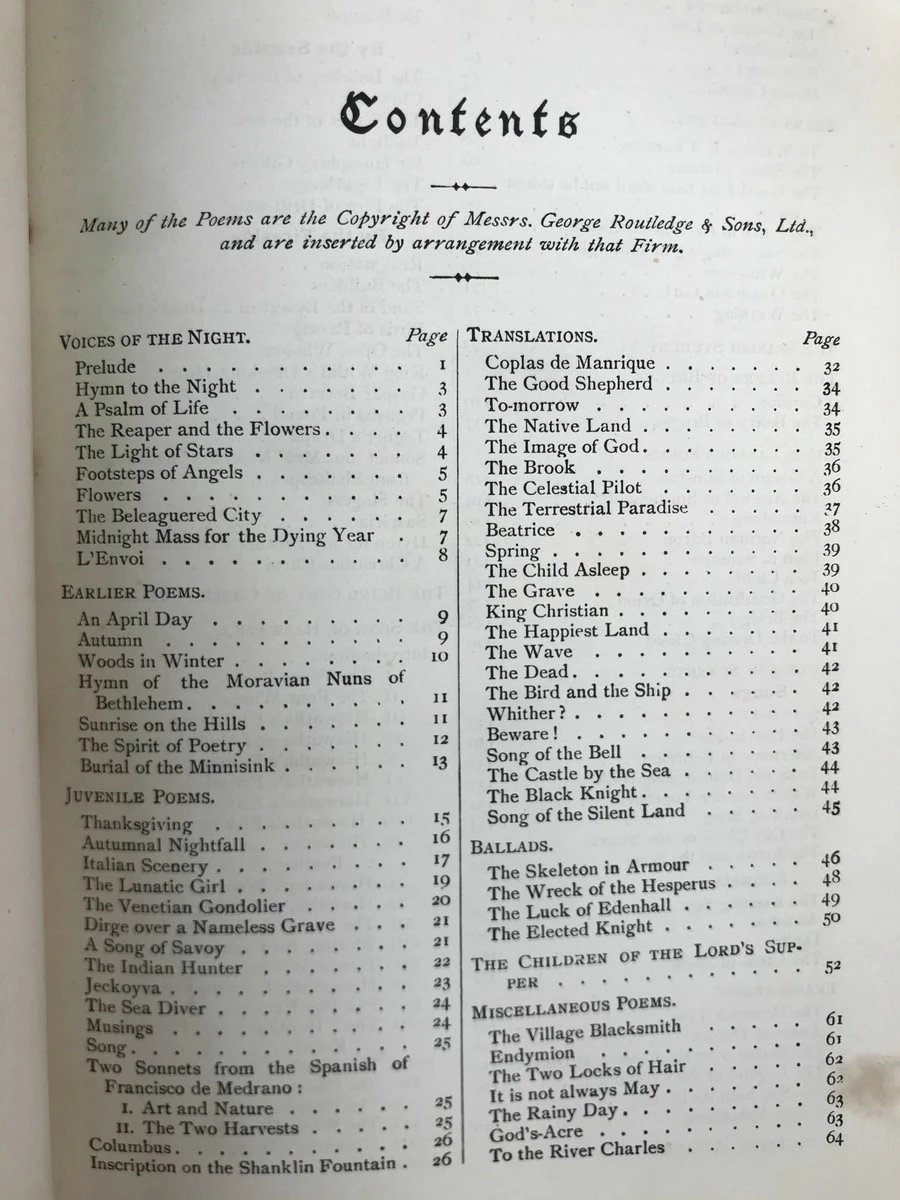 Contents
Many of the Poems are the Copyright of Messrs. George Routledge & Sons, Ltd.,
and are inserted by arrangement with that Firm.
VOICES OF THE NIGHT. Page
Prelude . . . . . . . . . . . 1
Hymn to the Night . . . . . . . 3
A Psalm of Life . . . . . . . 3
The Reaper and the Flowers . . . . 4
The Light of Stars . . . . . . . 4
Footsteps of Angels . . . . . . . 5
Flowers . . . . . . . . . . . 5
The Beleaguered City . . . . . . 7
Midnight Mass for the Dying Year . 7
L'Envoi . . . . . . . . . . . 8
EARLIER POEMS.
An April Day . . . . . . . . . 9
Autumn . . . . . . . . . . . 9
Woods in Winter . . . . . . . . 10
Hymn of the Moravian Nuns of
Bethlehem . . . . . . . . . . 11
Sunrise on the Hills . . . . . . . 11
The Spirit of Poetry . . . . . . . 12
Burial of the Minnisink . . . . . . 13
JUVENILE POEMS.
Thanksgiving . . . . . . . . . 15
Autumnal Nightfall . . . . . . . 16
Italian Scenery . . . . . . . . . 17
The Lunatic Girl . . . . . . . . 19
The Venetian Gondolier . . . . . 20
Dirge over a Nameless Grave . . . 21
A Song of Savoy . . . . . . . . 21
The Indian Hunter . . . . . . . 22
Jeckoyva . . . . . . . . . . . 23
The Sea Diver . . . . . . . . . 24
Musings . . . . . . . . . . . 24
Song . . . . . . . . . . . . 25
Two Sonnets from the Spanish of
Francisco de Medrano :
I. Art and Nature . . . . . . 25
II. The Two Harvests . . . . . 25
Columbus . . . . . . . . . . . 26
Inscription on the Shanklin Fountain . 26
TRANSLATIONS. Page
Coplas de Manrique . . . . . . . 32
The Good Shepherd . . . . . . . 34
To-morrow . . . . . . . . . . 34
The Native Land . . . . . . . . 35
The Image of God . . . . . . . . 35
The Brook . . . . . . . . . . 36
The Celestial Pilot . . . . . . . 36
The Terrestrial Paradise . . . . . 37
Beatrice . . . . . . . . . . . 38
Spring . . . . . . . . . . . . 39
The Child Asleep . . . . . . . . 39
The Grave . . . . . . . . . . 40
King Christian . . . . . . . . . 40
The Happiest Land . . . . . . . 41
The Wave . . . . . . . . . . 41
The Dead . . . . . . . . . . . 42
The Bird and the Ship . . . . . . 42
Whither ? . . . . . . . . . . . 42
Beware ! . . . . . . . . . . . 43
Song of the Bell . . . . . . . . 43
The Castle by the Sea . . . . . . 44
The Black Knight . . . . . . . . 44
Song of the Silent Land . . . . . 45
BALLADS.
The Skeleton in Armour . . . . . 46
The Wreck of the Hesperus . . . . 48
The Luck of Edenhall . . . . . . 49
The Elected Knight . . . . . . . 50
THE CHILDREN OF THE LORD'S SUP-
PER . . . . . . . . . . . 52
MISCELLANEOUS POEMS.
The Village Blacksmith . . . . . 61
Endymion . . . . . . . . . . 61
The Two Locks of Hair . . . . . 62
It is not always May . . . . . . . 62
The Rainy Day . . . . . . . . . 63
God's-Acre . . . . . . . . . . 63
To the River Charles . . . . . . 64